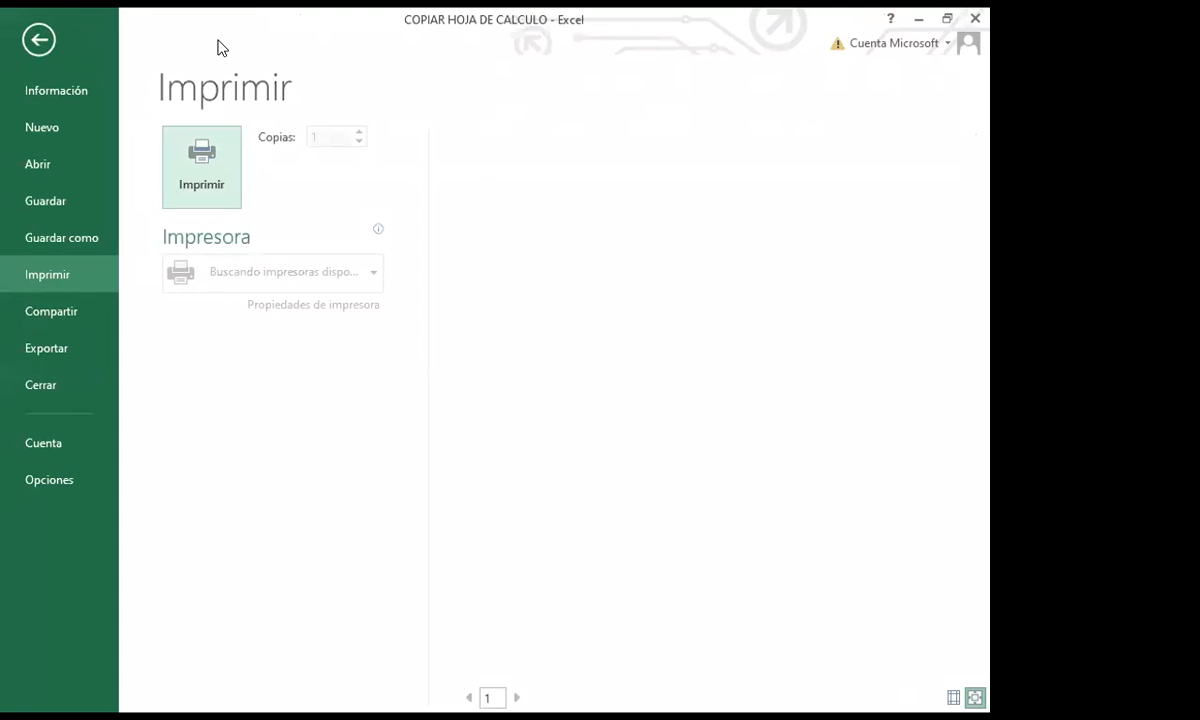 COPIAR HOJA DE CALCULO - Excel
?
Cuenta Microsoft
Imprimir
Información
Nuevo
Abrir
Guardar
Guardar como
Imprimir
Compartir
Exportar
Cerrar
Cuenta
Opciones
Imprimir
Copias: 1
Impresora
Buscando impresoras dispo...
Propiedades de impresora
1